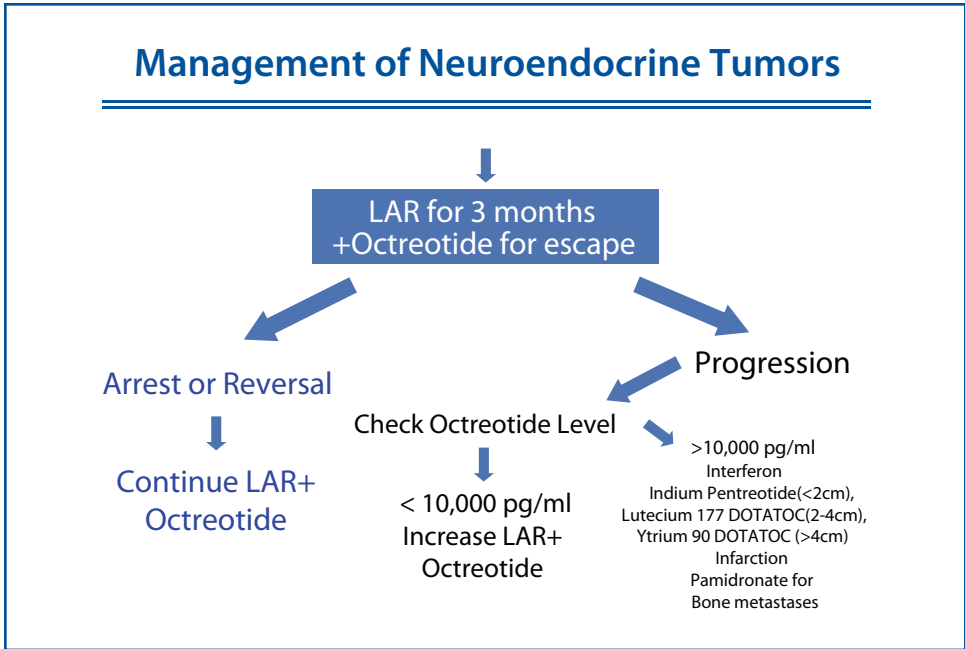 Management of Neuroendocrine Tumors
LAR for 3 months
+Octreotide for escape
Arrest or Reversal
Continue LAR+
Octreotide
Progression
Check Octreotide Level
< 10,000 pg/ml
Increase LAR+
Octreotide
>10,000 pg/ml
Interferon
Indium Pentreotide(<2cm),
Lutecium 177 DOTATOC(2-4cm),
Ytrium 90 DOTATOC (>4cm)
Infarction
Pamidronate for
Bone metastases